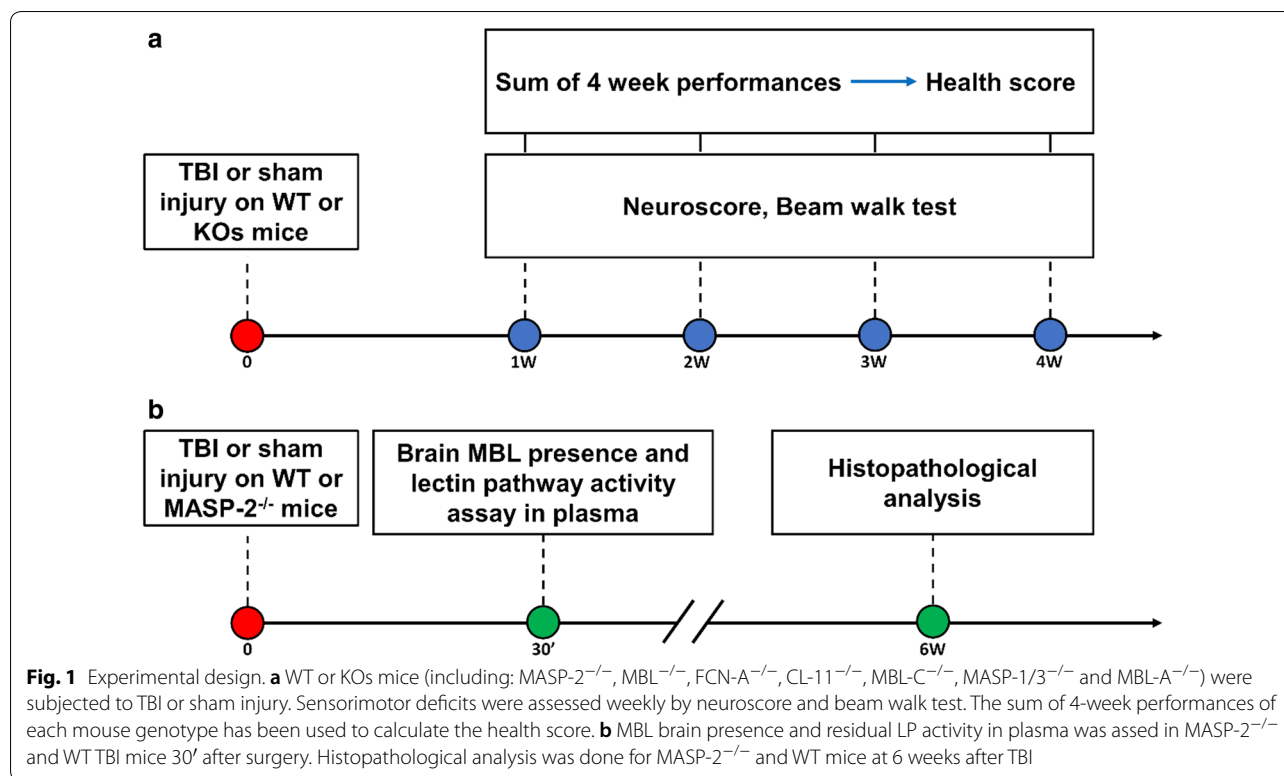 a
Sum of 4 week performances → Health score
TBI or sham
injury on WT or
KOs mice
Neuroscore, Beam walk test
0
1W
2W
3W
4W
b
TBI or sham
injury on WT or
MASP-2⁻/⁻ mice
Brain MBL presence and
lectin pathway activity
assay in plasma
Histopathological
analysis
0
30'
6W
Fig. 1 Experimental design. a WT or KOs mice (including: MASP-2⁻/⁻, MBL⁻/⁻, FCN-A⁻/⁻, CL-11⁻/⁻, MBL-C⁻/⁻, MASP-1/3⁻/⁻ and MBL-A⁻/⁻) were
subjected to TBI or sham injury. Sensorimotor deficits were assessed weekly by neuroscore and beam walk test. The sum of 4-week performances of
each mouse genotype has been used to calculate the health score. b MBL brain presence and residual LP activity in plasma was assed in MASP-2⁻/⁻
and WT TBI mice 30′ after surgery. Histopathological analysis was done for MASP-2⁻/⁻ and WT mice at 6 weeks after TBI